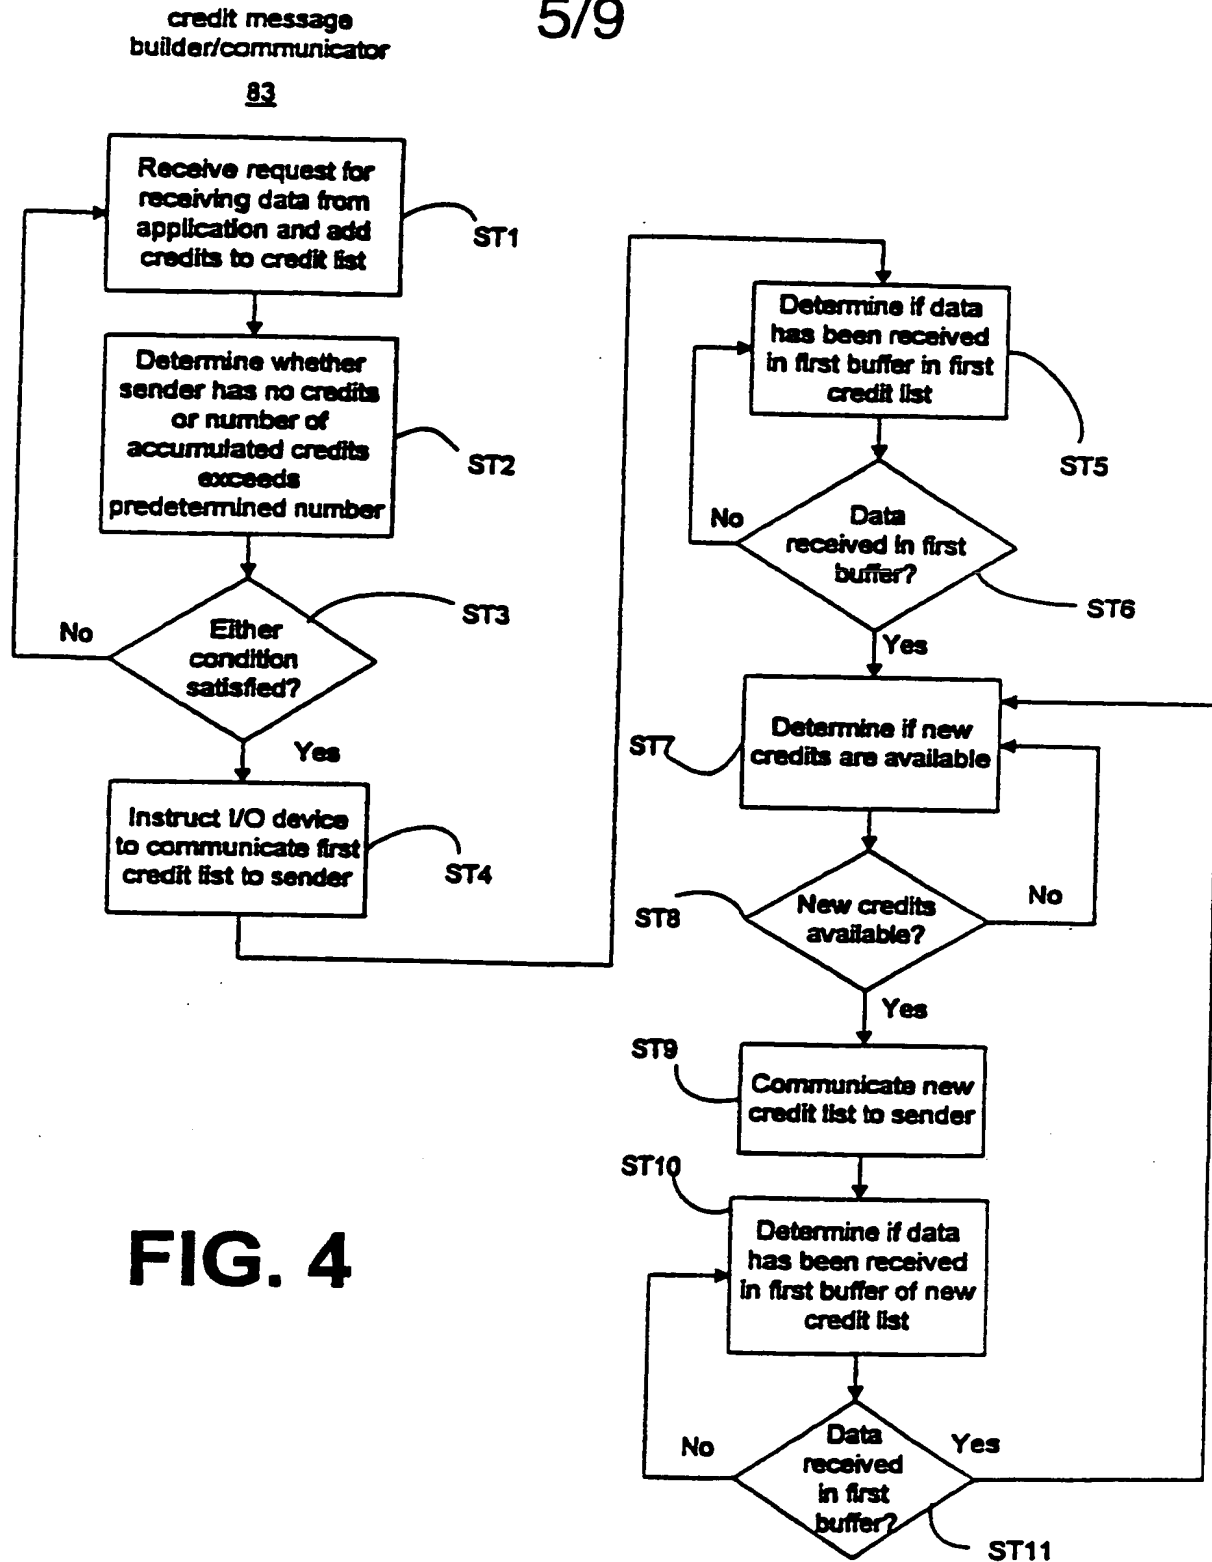 credit message
builder/communicator
83
5/9
Receive request for
receiving data from
application and add
credits to credit list
ST1
Determine whether
sender has no credits
or number of
accumulated credits
exceeds
predetermined number
ST2
Either
condition
satisfied?
ST3
No
Yes
Instruct I/O device
to communicate first
credit list to sender
ST4
Determine if data
has been received
in first buffer in first
credit list
ST5
Data
received in first
buffer?
ST6
No
Yes
Determine if new
credits are available
ST7
New credits
available?
ST8
No
Yes
Communicate new
credit list to sender
ST9
Determine if data
has been received
in first buffer of new
credit list
ST10
Data
received
in first
buffer?
ST11
No
Yes
FIG. 4